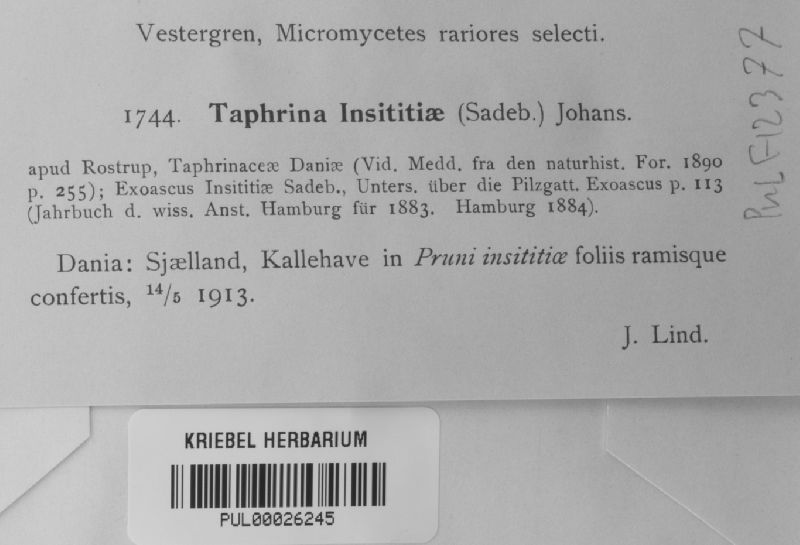 Vestergren, Micromycetes rariores selecti.
1744. Taphrina Insititiæ (Sadeb.) Johans.
apud Rostrup, Taphrinaceæ Daniæ (Vid. Medd. fra den naturhist. For. 1890
p. 255); Exoascus Insititiæ Sadeb., Unters. über die Pilzgatt. Exoascus p. 113
(Jahrbuch d. wiss. Anst. Hamburg für 1883. Hamburg 1884).
Dania: Sjælland, Kallehave in Pruni insititiæ foliis ramisque
confertis, 14/5 1913.
J. Lind.
PuL F12377
KRIEBEL HERBARIUM
PUL00026245